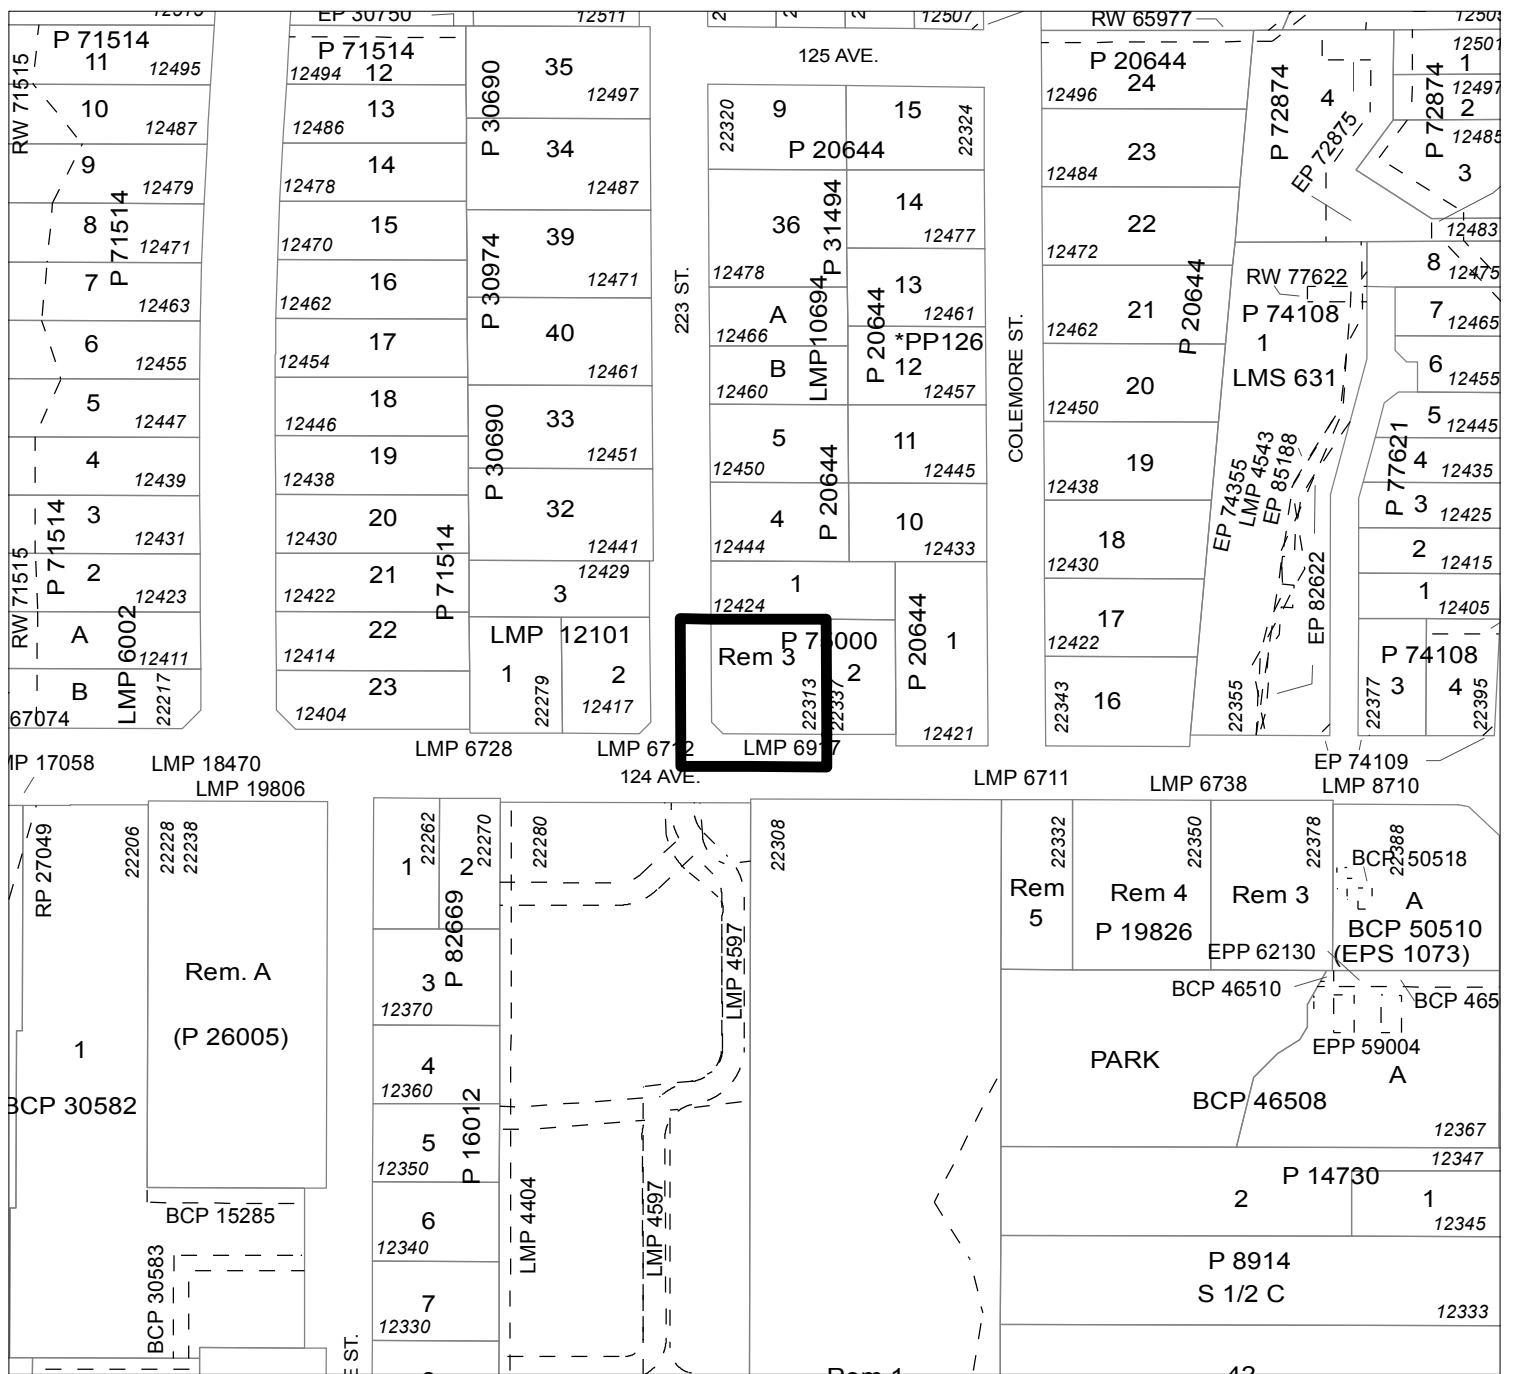 EP 30750
12511
12507
RW 65977
P 71514
11
12495
RW 71515
10
12487
9
12479
P 71514
8
12471
7
12463
6
12455
5
12447
4
12439
3
12431
P 71514
2
12423
RW 71515
A
12411
LMP 6002
B
22217
67074
P 71514
12494
12
13
12486
14
12478
15
12470
16
12462
17
12454
18
12446
19
12438
20
12430
21
12422
P 71514
22
12414
23
12404
35
12497
P 30690
34
12487
39
12471
P 30974
40
12461
33
12451
P 30690
32
12441
12429
3
LMP 12101
1
22279
2
12417
125 AVE.
223 ST.
22320
9
15
22324
P 20644
36
12478
P 31494
14
12477
13
12461
A
12466
LMP10694
P 20644
*PP126
12
12457
B
12460
5
12450
11
12445
P 20644
4
12444
10
12433
1
12424
P 75000
Rem 3
22313
22337
2
P 20644
1
12421
COLEMORE ST.
P 20644
24
12496
23
12484
22
12472
21
12462
P 20644
20
12450
19
12438
18
12430
17
12422
22343
16
P 72874
4
EP 72875
12501
1
12497
2
P 72874
12485
3
12483
8
12475
RW 77622
P 74108
1
LMS 631
7
12465
6
12455
5
12445
4
12435
P 77621
3
12425
2
12415
1
12405
EP 74355
LMP 4543
EP 85188
EP 82622
22355
P 74108
22377
3
4
22395
LMP 6728
LMP 6712
LMP 6917
124 AVE.
LMP 6711
LMP 6738
EP 74109
LMP 8710
MP 17058
LMP 18470
LMP 19806
RP 27049
22206
22228
22238
Rem. A
(P 26005)
1
BCP 30582
BCP 15285
BCP 30583
E ST.
22262
1
22270
2
P 82669
3
12370
4
12360
5
12350
P 16012
6
12340
7
12330
22280
LMP 4597
LMP 4404
LMP 4597
22308
Rem 1
22332
Rem
5
22350
Rem 4
P 19826
22378
Rem 3
22388
BCP 50518
A
BCP 50510
(EPS 1073)
EPP 62130
BCP 46510
BCP 465
EPP 59004
PARK
A
BCP 46508
12367
12347
P 14730
2
1
12345
P 8914
S 1/2 C
12333